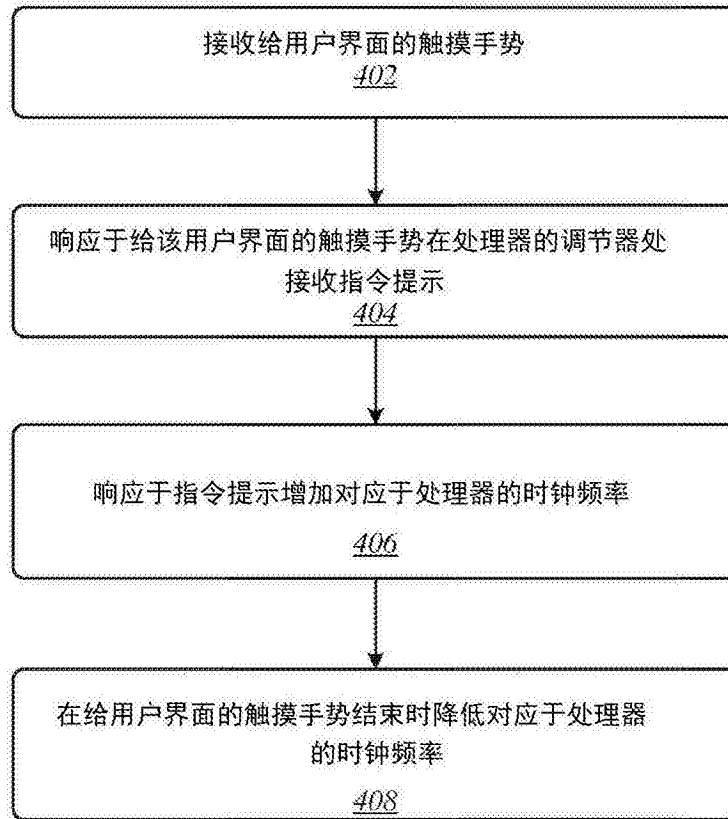 接收给用户界面的触摸手势
402
响应于给该用户界面的触摸手势在处理器的调节器处
接收指令提示
404
响应于指令提示增加对应于处理器的时钟频率
406
在给用户界面的触摸手势结束时降低对应于处理器
的时钟频率
408